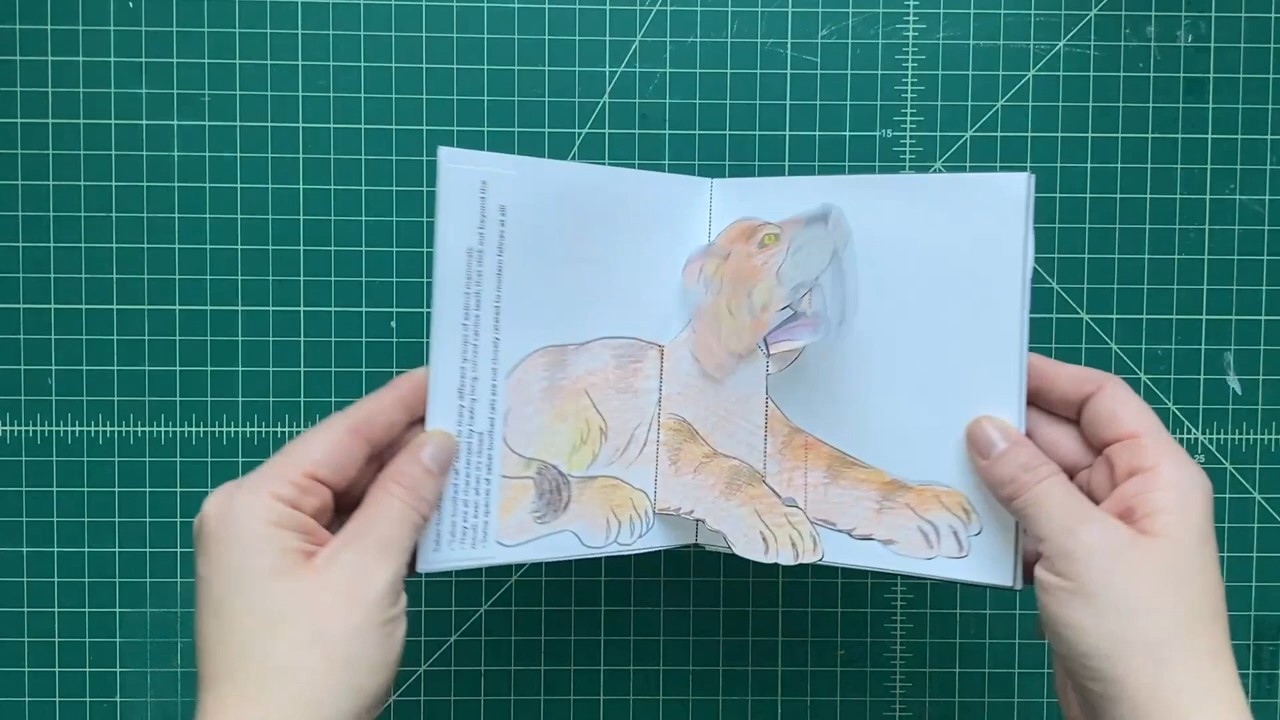 • Saber toothed cat refers to many different groups of extinct mammals.
• They are all characterised by having long, curved canine teeth that stick out beyond the
mouth, even when it's closed.
• Some species of saber toothed cats are not closely related to modern felines at all!
15
25